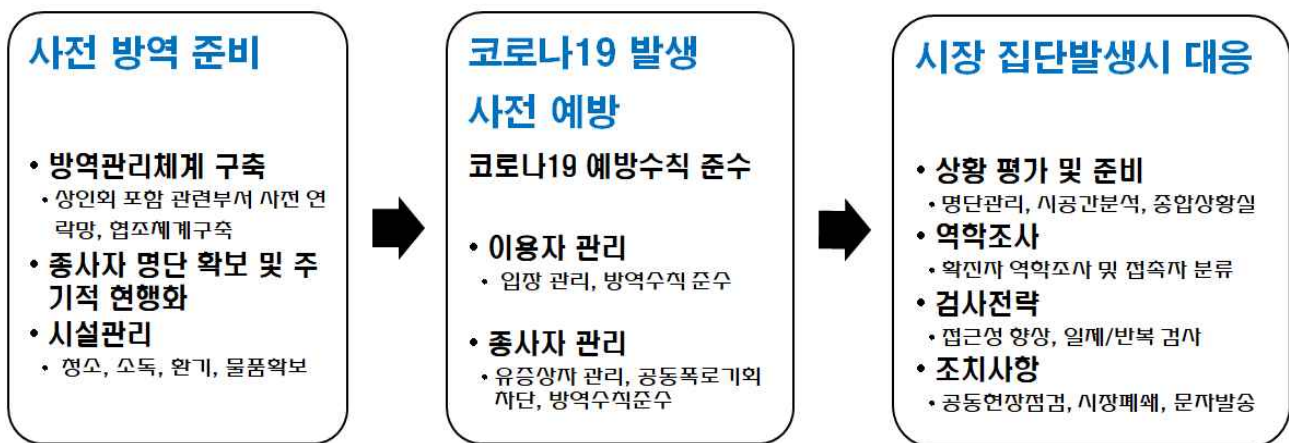 사전 방역 준비
• 방역관리체계 구축
• 상인회 포함 관련부서 사전 연
락망, 협조체계구축
• 종사자 명단 확보 및 주
기적 현행화
• 시설관리
• 청소, 소독, 환기, 물품확보
코로나19 발생
사전 예방
코로나19 예방수칙 준수
• 이용자 관리
• 입장 관리, 방역수칙 준수
• 종사자 관리
• 유증상자 관리, 공동폭로기회
차단, 방역수칙준수
시장 집단발생시 대응
• 상황 평가 및 준비
• 명단관리, 시공간분석, 종합상황실
• 역학조사
• 확진자 역학조사 및 접촉자 분류
• 검사전략
• 접근성 향상, 일제/반복 검사
• 조치사항
• 공동현장점검, 시장폐쇄, 문자발송